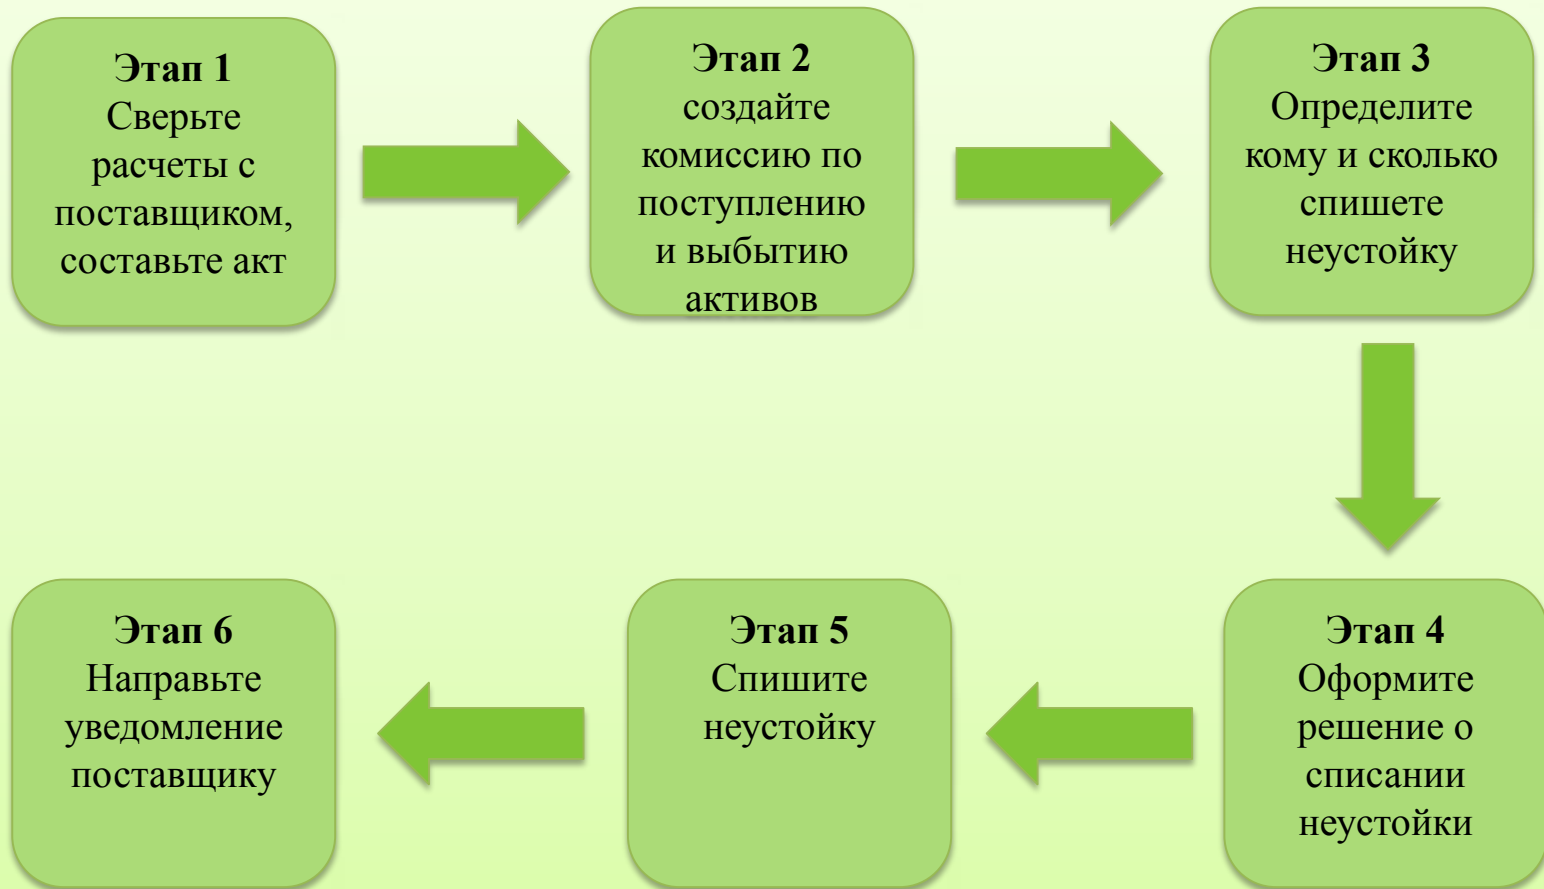 Этап 1
Сверьте
расчеты с
поставщиком,
составьте акт
Этап 2
создайте
комиссию по
поступлению
и выбытию
активов
Этап 3
Определите
кому и сколько
спишете
неустойку
Этап 4
Оформите
решение о
списании
неустойки
Этап 5
Спишите
неустойку
Этап 6
Направьте
уведомление
поставщику